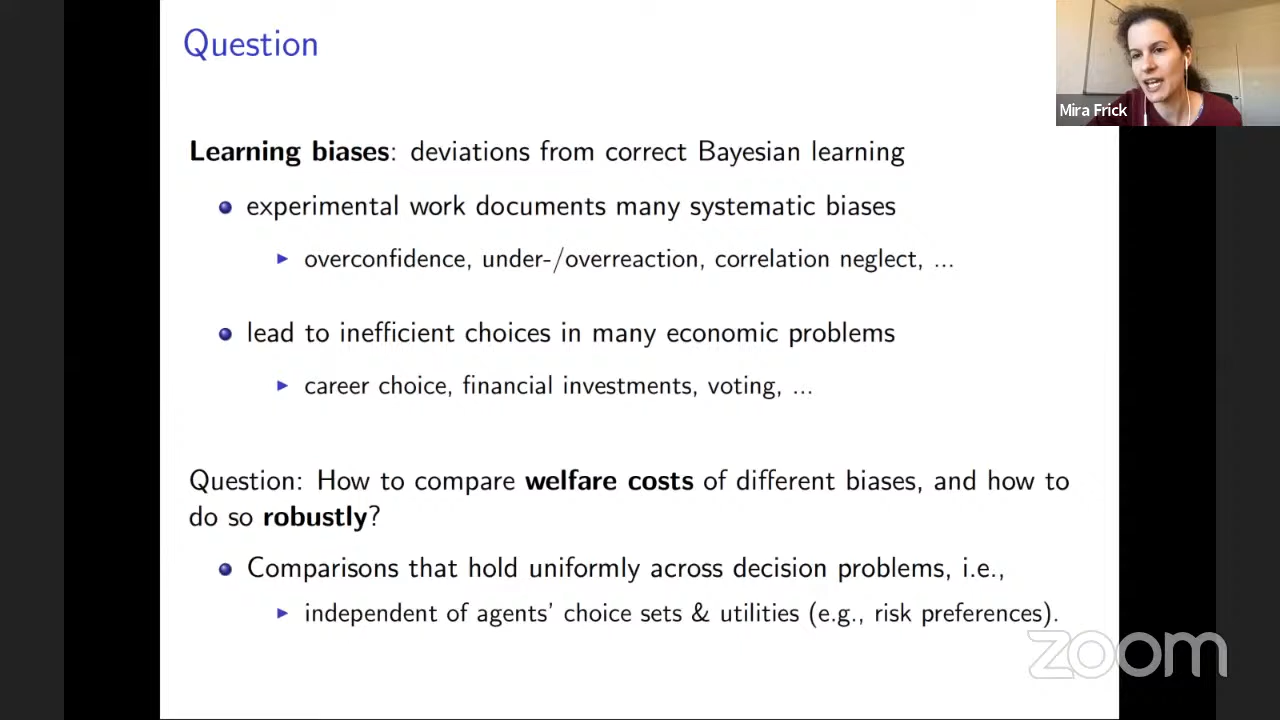 Question
Mira Frick
Learning biases: deviations from correct Bayesian learning
experimental work documents many systematic biases
overconfidence, under-/overreaction, correlation neglect, ...
lead to inefficient choices in many economic problems
career choice, financial investments, voting, ...
Question: How to compare welfare costs of different biases, and how to
do so robustly?
Comparisons that hold uniformly across decision problems, i.e.,
independent of agents' choice sets & utilities (e.g., risk preferences).
zoom